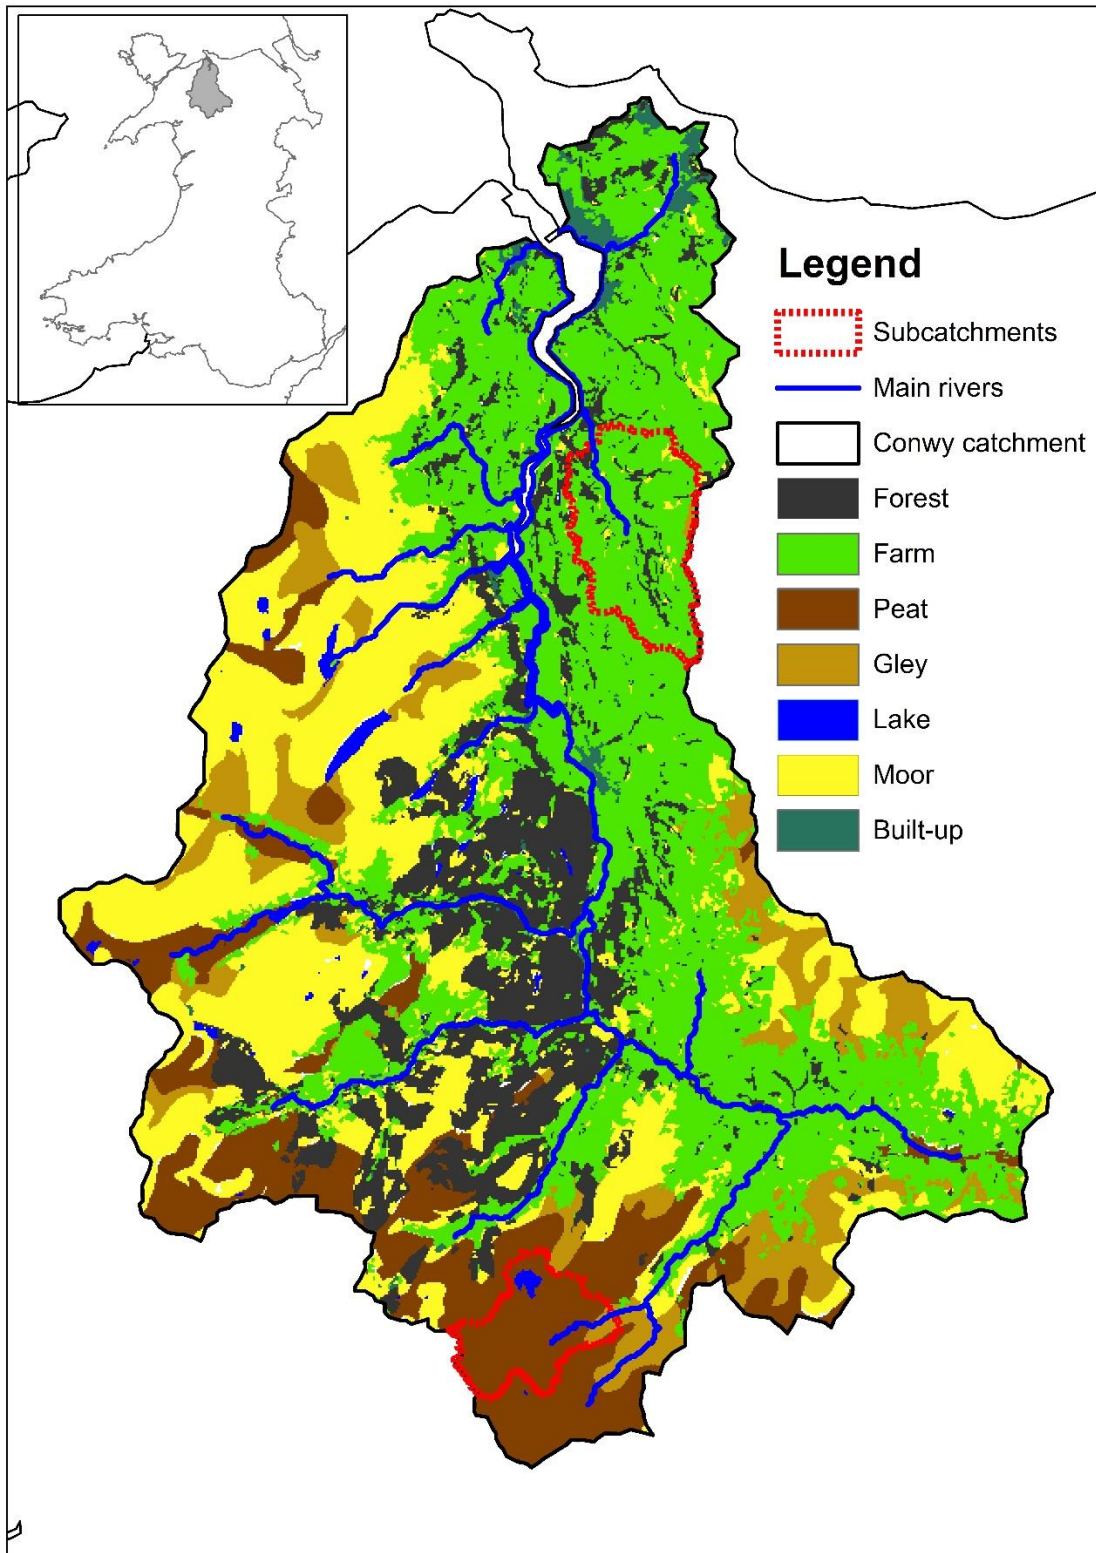 Legend
Subcatchments
Main rivers
Conwy catchment
Forest
Farm
Peat
Gley
Lake
Moor
Built-up